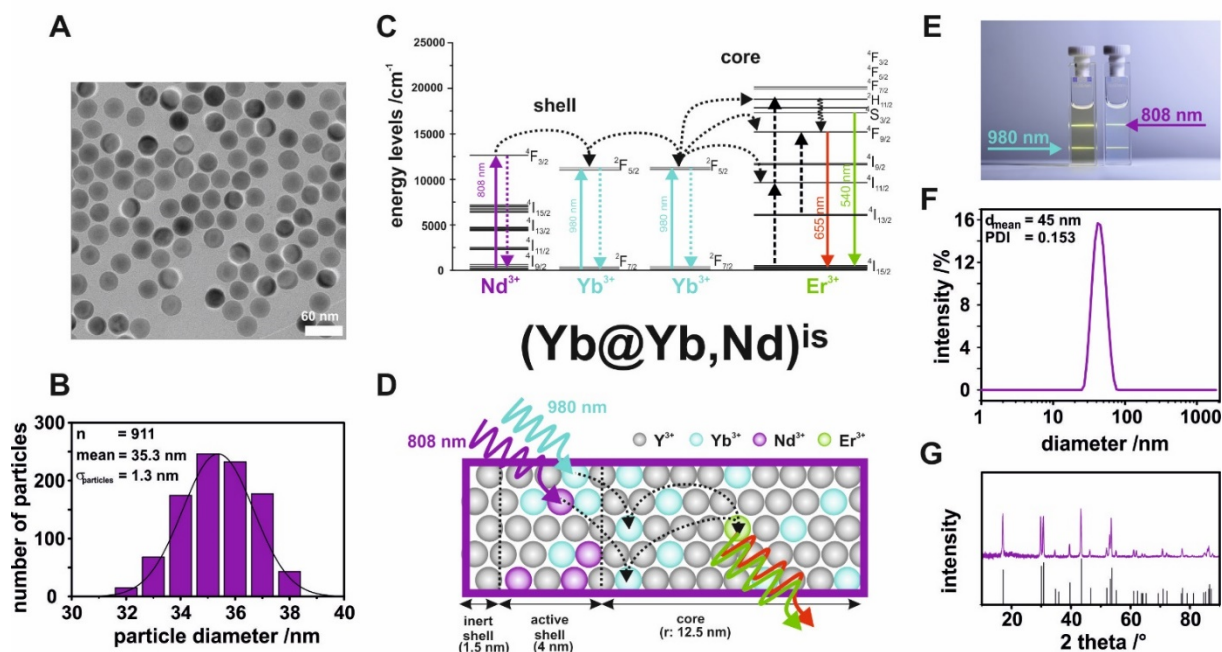 A
60 nm
B
300
200
100
0
number of particles
n = 911
mean = 35.3 nm
σparticles = 1.3 nm
30 32 34 36 38 40
particle diameter /nm
C
25000
20000
15000
10000
5000
0
energy levels /cm⁻¹
shell
core
⁴F₃/₂
808 nm
⁴I₁₅/₂
⁴I₁₃/₂
⁴I₁₁/₂
⁴I₉/₂
Nd³⁺
²F₅/₂
980 nm
²F₇/₂
Yb³⁺
²F₅/₂
980 nm
²F₇/₂
Yb³⁺
⁴F₃/₂
⁴F₅/₂
⁴F₇/₂
²H₁₁/₂
⁴S₃/₂
⁴F₉/₂
⁴I₉/₂
⁴I₁₁/₂
⁴I₁₃/₂
⁴I₁₅/₂
655 nm
540 nm
Er³⁺
(Yb@Yb,Nd)ⁱˢ
D
980 nm
808 nm
Y³⁺ Yb³⁺ Nd³⁺ Er³⁺
inert shell (1.5 nm)
active shell (4 nm)
core (r: 12.5 nm)
E
980 nm
808 nm
F
dmean = 45 nm
PDI = 0.153
16
12
8
4
0
intensity /%
1 10 100 1000
diameter /nm
G
intensity
20 40 60 80
2 theta /°